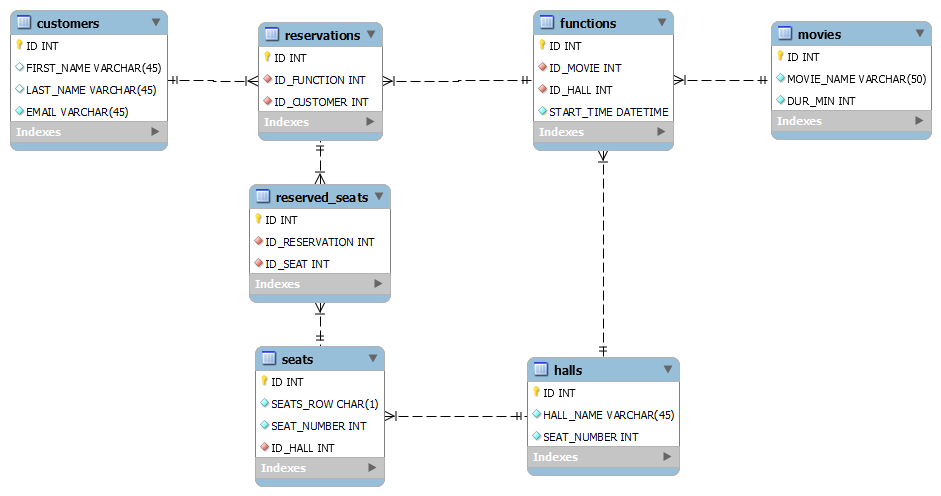 customers
ID INT
FIRST_NAME VARCHAR(45)
LAST_NAME VARCHAR(45)
EMAIL VARCHAR(45)
Indexes
reservations
ID INT
ID_FUNCTION INT
ID_CUSTOMER INT
Indexes
functions
ID INT
ID_MOVIE INT
ID_HALL INT
START_TIME DATETIME
Indexes
movies
ID INT
MOVIE_NAME VARCHAR(50)
DUR_MIN INT
Indexes
reserved_seats
ID INT
ID_RESERVATION INT
ID_SEAT INT
Indexes
seats
ID INT
SEATS_ROW CHAR(1)
SEAT_NUMBER INT
ID_HALL INT
Indexes
halls
ID INT
HALL_NAME VARCHAR(45)
SEAT_NUMBER INT
Indexes